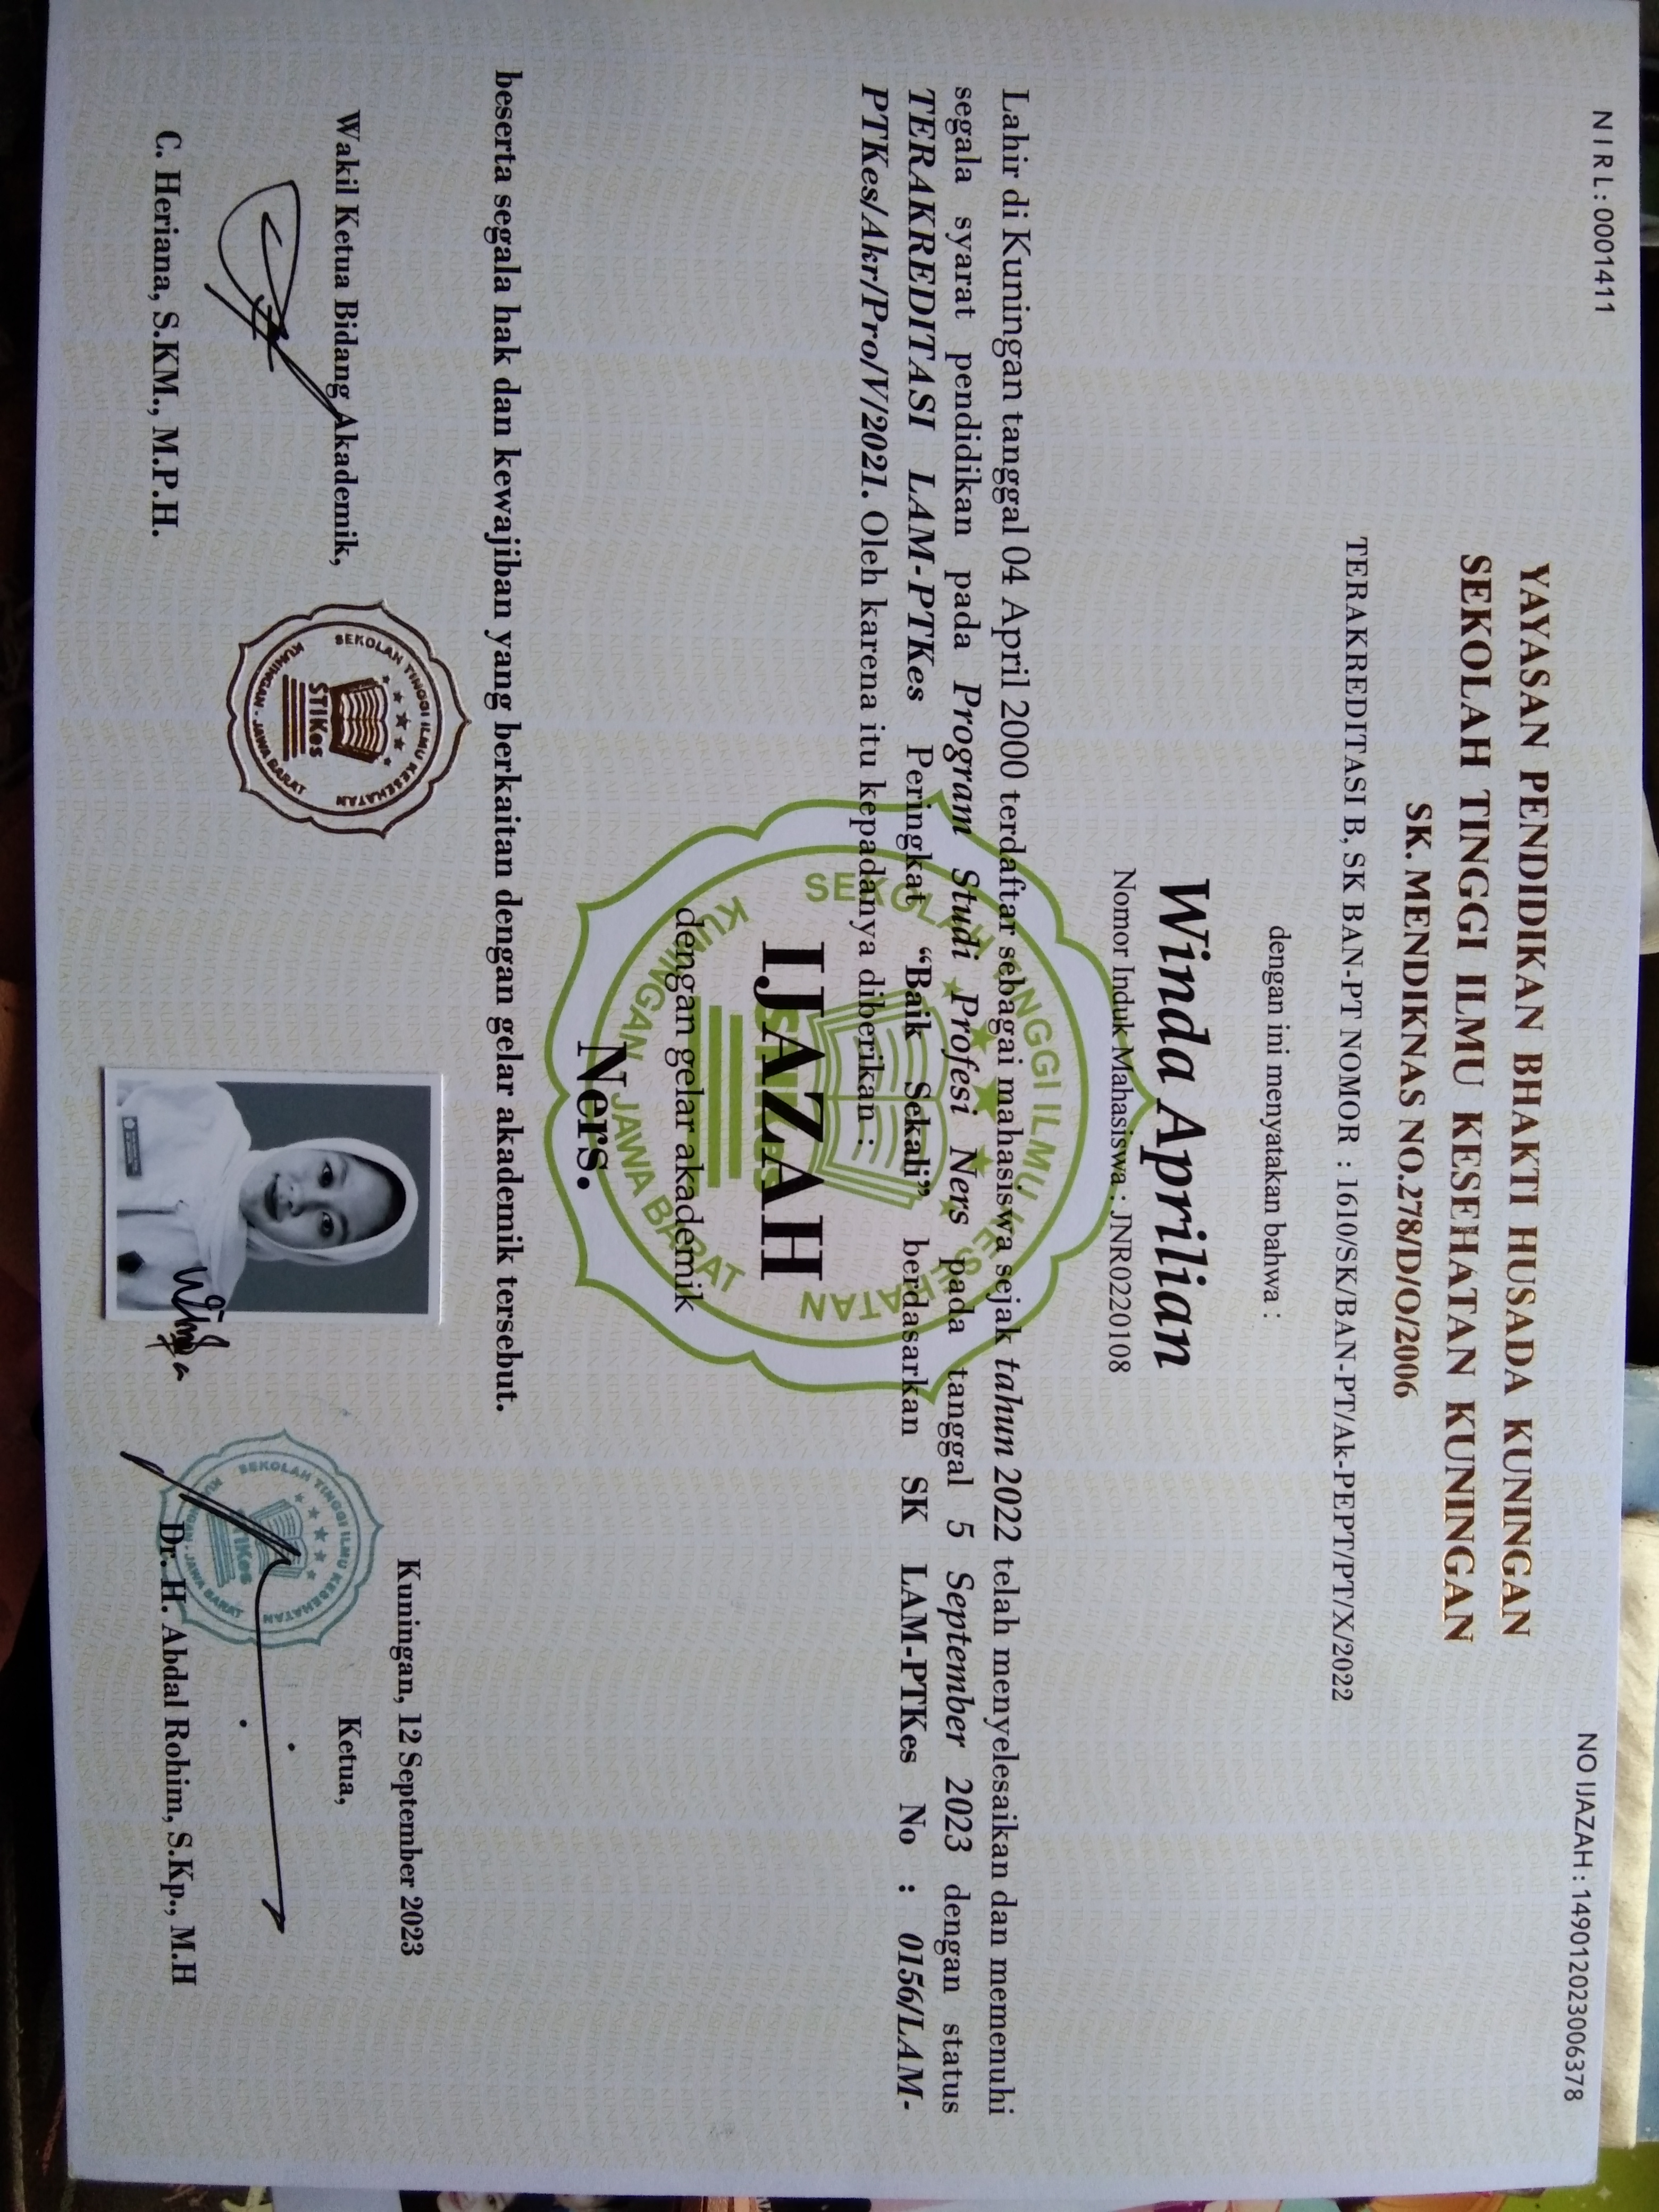 N I R L : 0001411
NO IJAZAH : 149012023006378
YAYASAN PENDIDIKAN BHAKTI HUSADA KUNINGAN
SEKOLAH TINGGI ILMU KESEHATAN KUNINGAN
SK. MENDIKNAS NO.278/D/O/2006
TERAKREDITASI B, SK BAN-PT NOMOR : 1610/SK/BAN-PT/Ak-PEPT/PT/X/2022
dengan ini menyatakan bahwa :
Winda Aprilian
Nomor Induk Mahasiswa : JNR0220108
Lahir di Kuningan tanggal 04 April 2000 terdaftar sebagai mahasiswa sejak tahun 2022 telah menyelesaikan dan memenuhi
segala syarat pendidikan pada Program Studi Profesi Ners pada tanggal 5 September 2023 dengan status
TERAKREDITASI LAM-PTKes Peringkat “Baik Sekali” berdasarkan SK LAM-PTKes No : 0156/LAM-
PTKes/Akr/Pro/V/2021. Oleh karena itu kepadanya diberikan :
IJAZAH
dengan gelar akademik
Ners.
beserta segala hak dan kewajiban yang berkaitan dengan gelar akademik tersebut.
SEKOLAH TINGGI ILMU KESEHATAN
STIKes
KUNINGAN JAWA BARAT
Kuningan, 12 September 2023
Wakil Ketua Bidang Akademik,
Ketua,
SEKOLAH TINGGI ILMU KESEHATAN
STIKes
KUNINGAN - JAWA BARAT
SEKOLAH TINGGI ILMU KESEHATAN
STIKes
KUNINGAN - JAWA BARAT
C. Heriana, S.KM., M.P.H.
Dr. H. Abdal Rohim, S.Kp., M.H